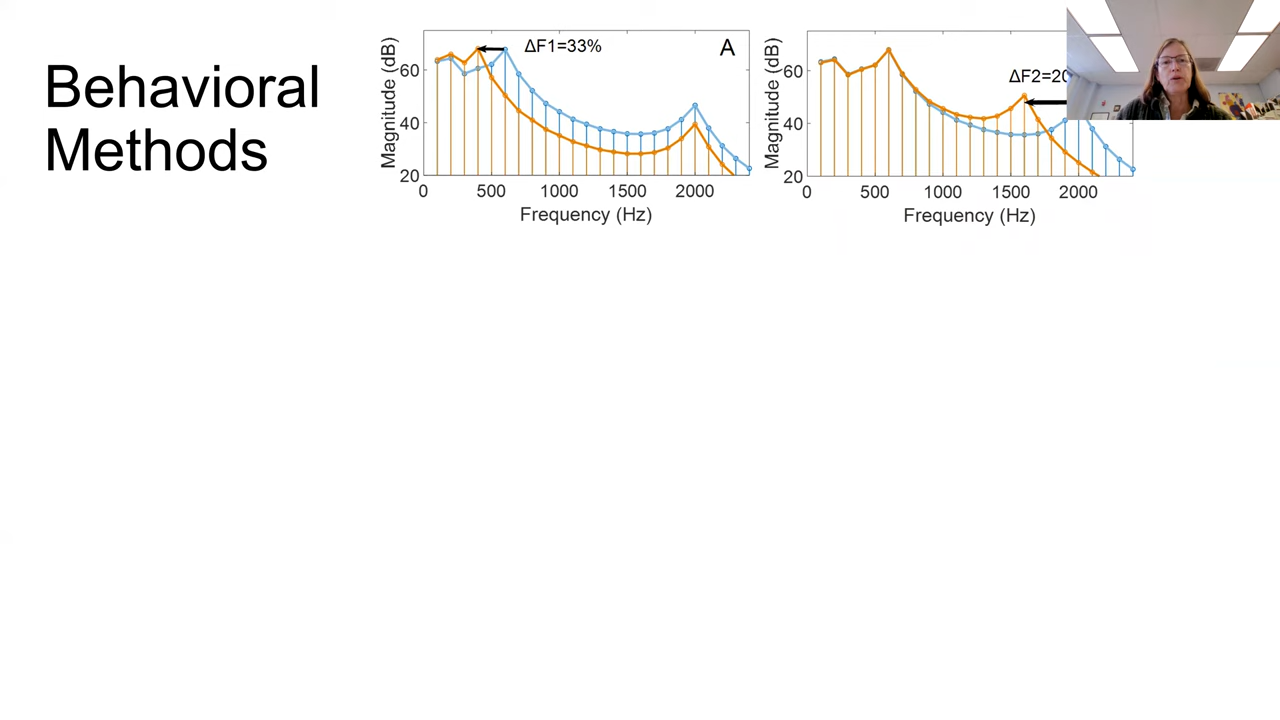 Behavioral
Methods
ΔF1=33%
A
Magnitude (dB)
60
40
20
0 500 1000 1500 2000
Frequency (Hz)
ΔF2=20
Magnitude (dB)
60
40
20
0 500 1000 1500 2000
Frequency (Hz)